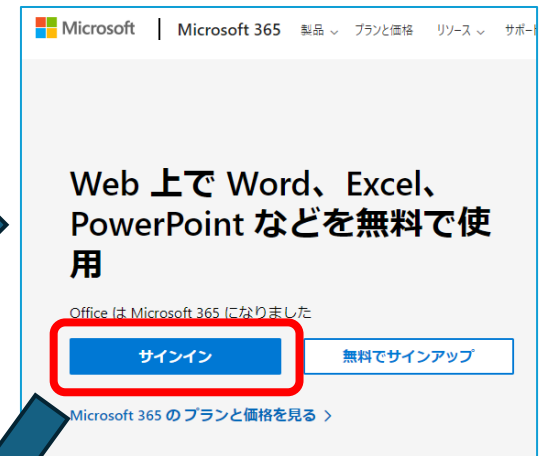 Microsoft Microsoft 365 製品 プランと価格 リソース サポート
Web 上で Word、Excel、
PowerPoint などを無料で使
用
Office は Microsoft 365 になりました
サインイン 無料でサインアップ
Microsoft 365 のプランと価格を見る >